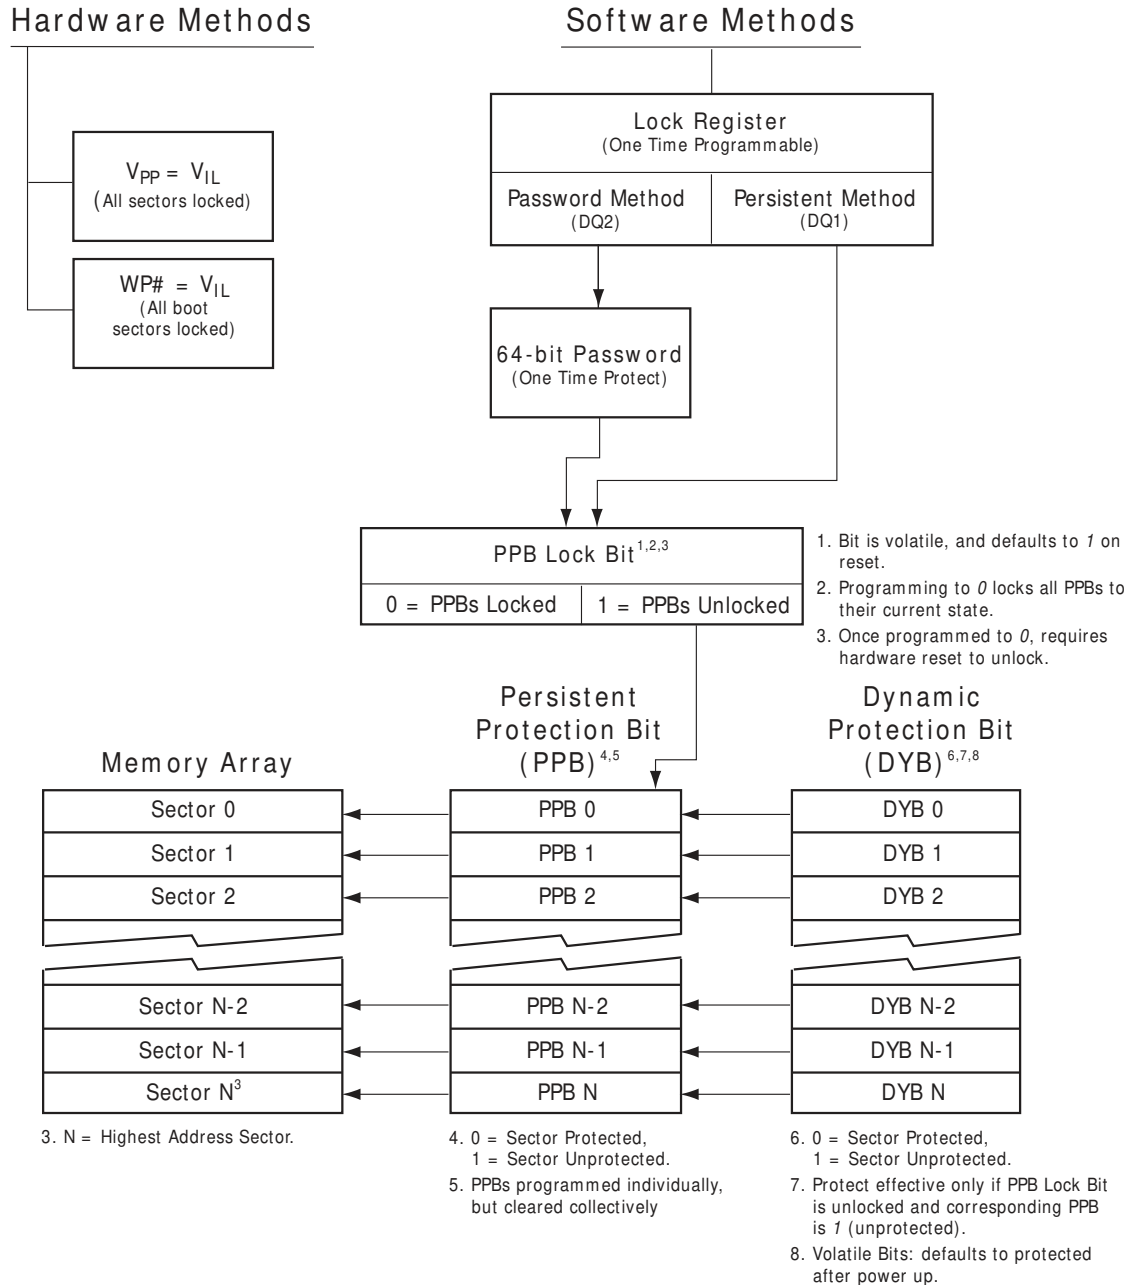 Hardware Methods
Software Methods
V_PP = V_IL
(All sectors locked)
WP# = V_IL
(All boot
sectors locked)
Lock Register
(One Time Programmable)
Password Method
(DQ2)
Persistent Method
(DQ1)
64-bit Password
(One Time Protect)
PPB Lock Bit1,2,3
0 = PPBs Locked
1 = PPBs Unlocked
1. Bit is volatile, and defaults to 1 on
reset.
2. Programming to 0 locks all PPBs to
their current state.
3. Once programmed to 0, requires
hardware reset to unlock.
Memory Array
Persistent
Protection Bit
(PPB)4,5
Dynamic
Protection Bit
(DYB)6,7,8
Sector 0
PPB 0
DYB 0
Sector 1
PPB 1
DYB 1
Sector 2
PPB 2
DYB 2
Sector N-2
PPB N-2
DYB N-2
Sector N-1
PPB N-1
DYB N-1
Sector N3
PPB N
DYB N
3. N = Highest Address Sector.
4. 0 = Sector Protected,
1 = Sector Unprotected.
5. PPBs programmed individually,
but cleared collectively
6. 0 = Sector Protected,
1 = Sector Unprotected.
7. Protect effective only if PPB Lock Bit
is unlocked and corresponding PPB
is 1 (unprotected).
8. Volatile Bits: defaults to protected
after power up.